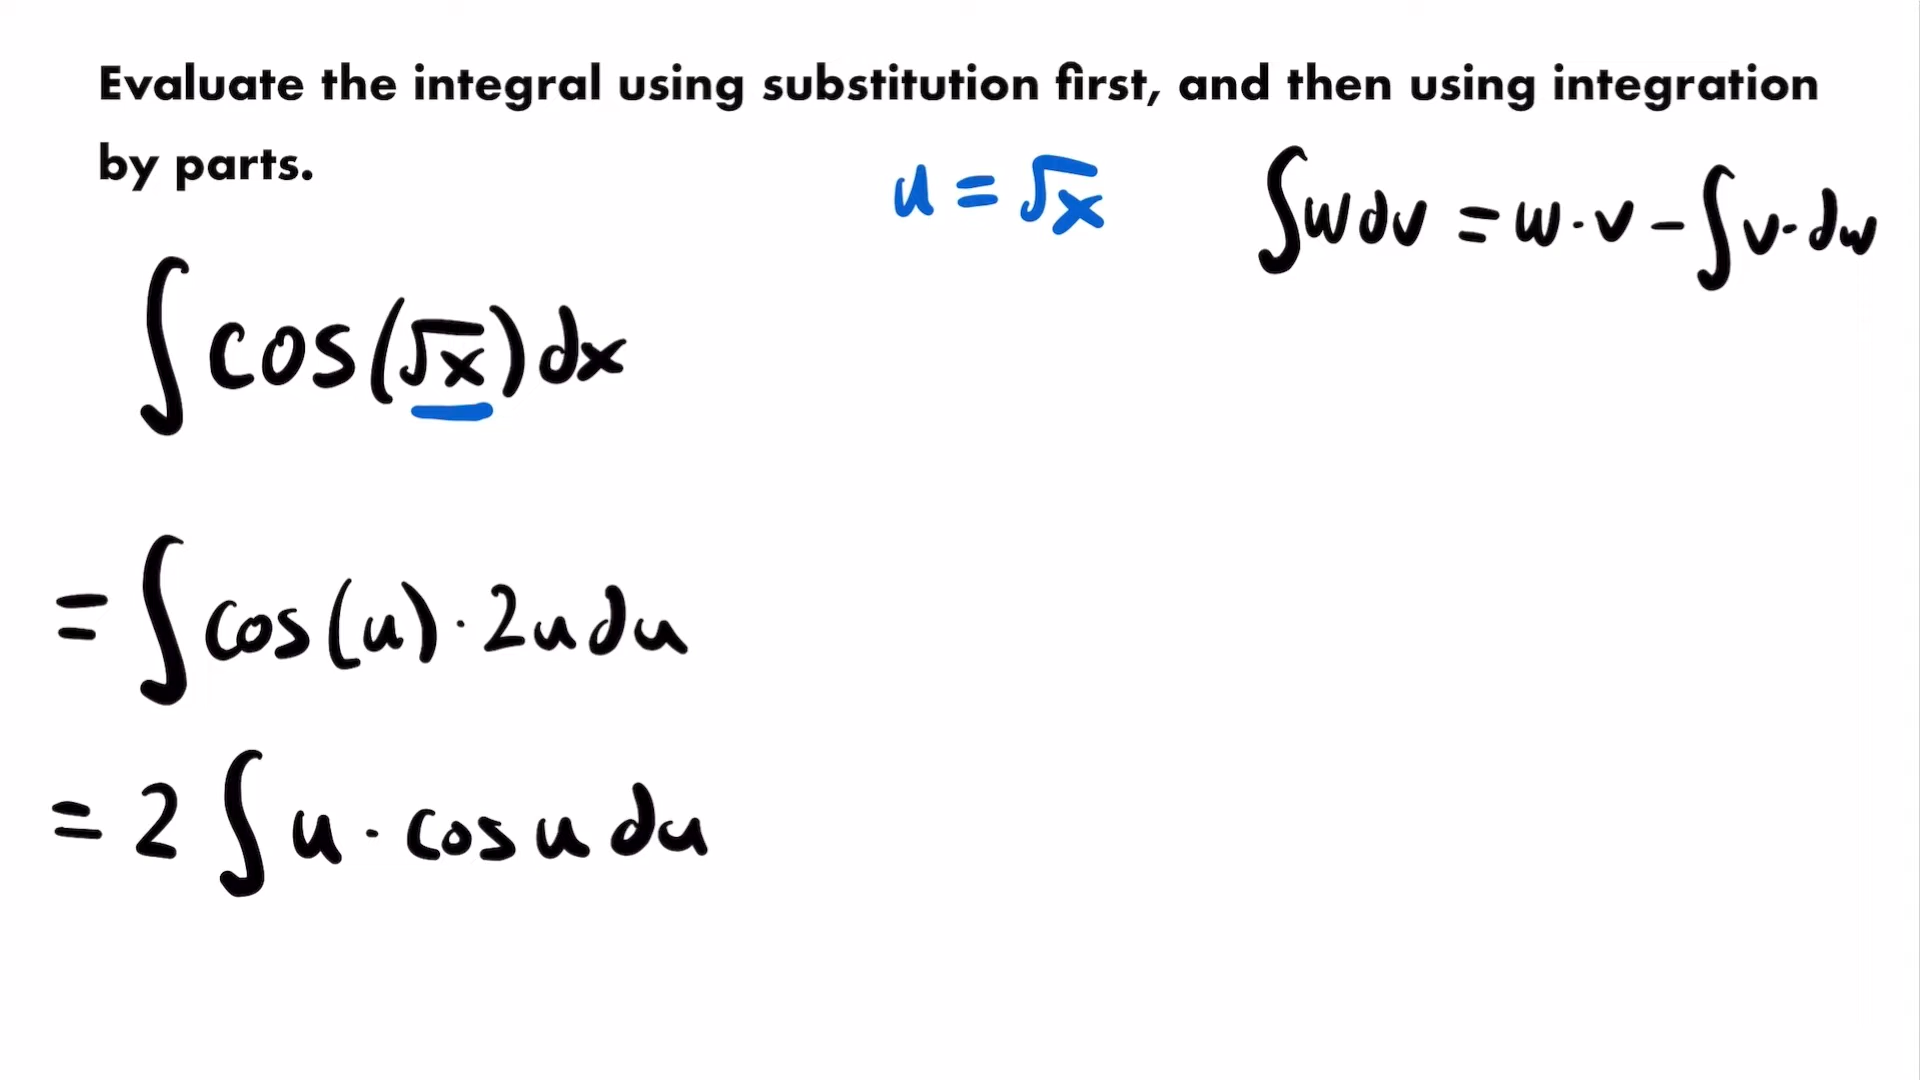 Evaluate the integral using substitution first, and then using integration
by parts.
u = √x
∫w dv = w · v - ∫v · dw
∫cos(√x)dx
= ∫cos(u) · 2u du
= 2 ∫u · cos u du